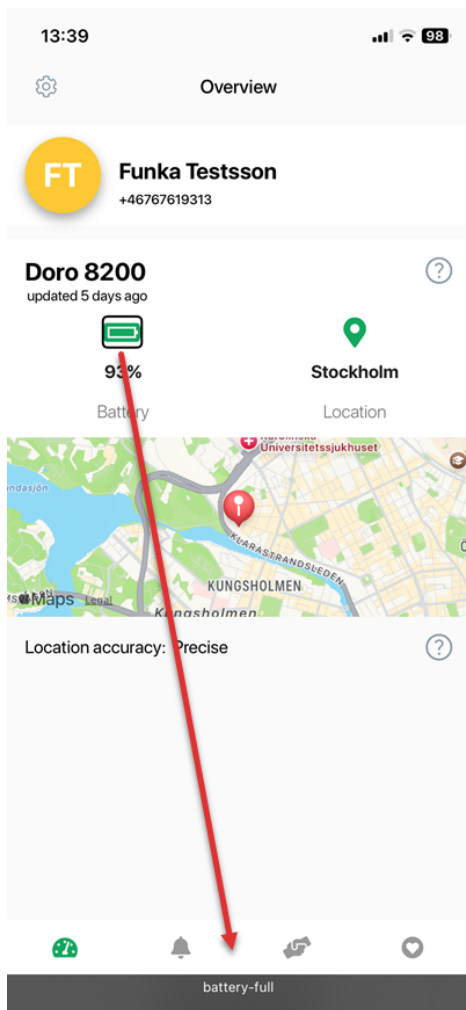 13:39
98
Overview
FT
Funka Testsson
+46767619313
Doro 8200
updated 5 days ago
93%
Stockholm
Battery
Location
Universitetssjukhuset
KLARASTRANDSLEDEN
KUNGSHOLMEN
Maps Legal
Kungsholmen
Location accuracy: Precise
battery-full